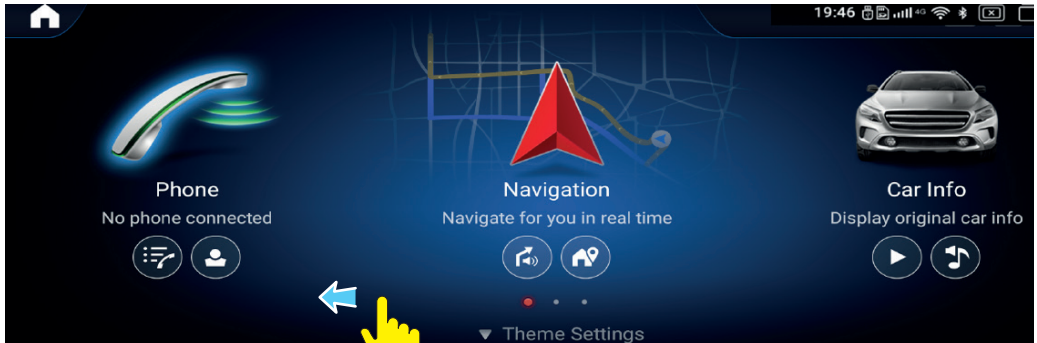 19:46 4G
Phone
No phone connected
Navigation
Navigate for you in real time
Car Info
Display original car info
Theme Settings